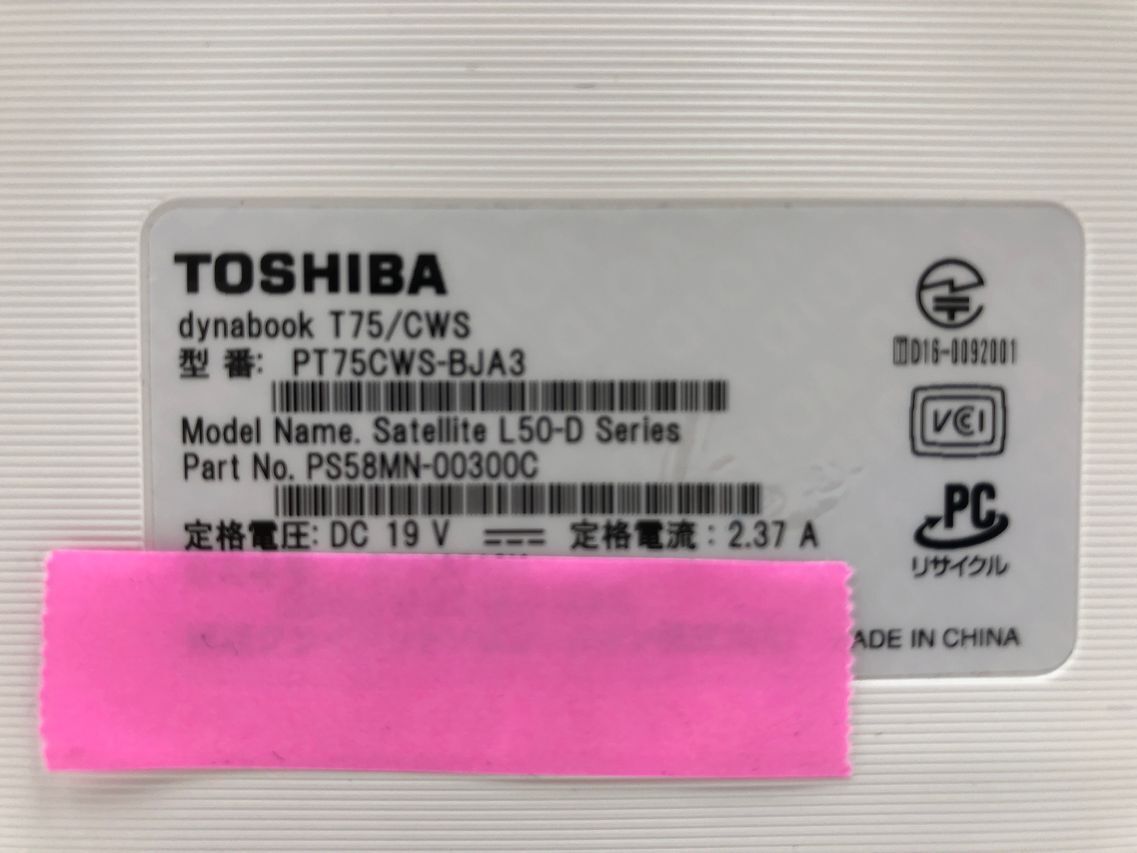 TOSHIBA
dynabook T75/CWS
型 番: PT75CWS-BJA3
Model Name. Satellite L50-D Series
Part No. PS58MN-00300C
定格電圧: DC 19 V 定格電流: 2.37 A
T D16-0092001
VCI
PC
リサイクル
ADE IN CHINA